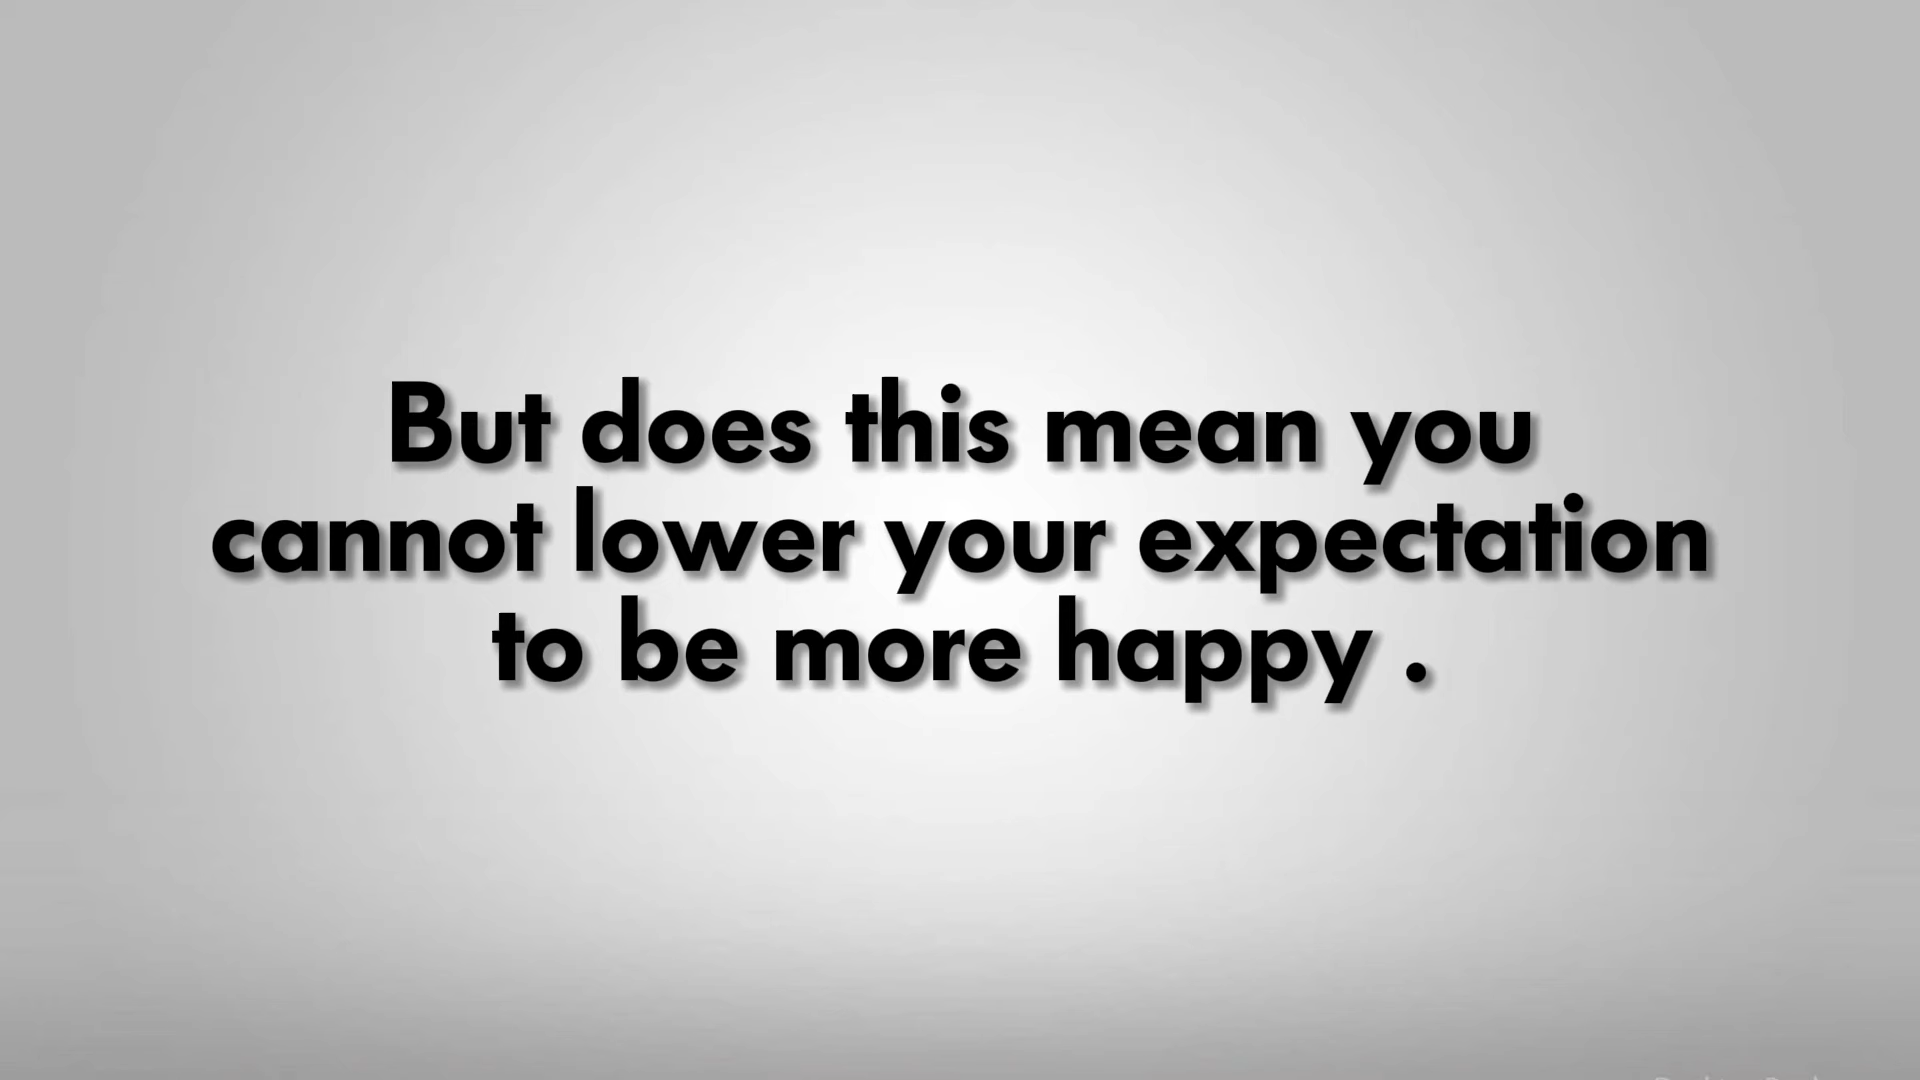 But does this mean you
cannot lower your expectation
to be more happy .